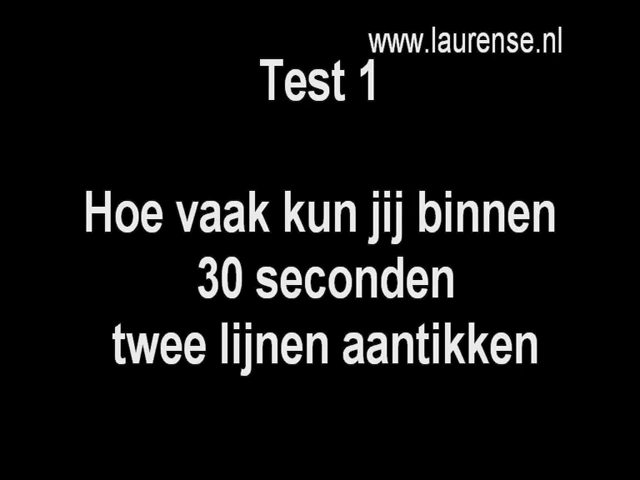 www.laurense.nl
Test 1
Hoe vaak kun jij binnen
30 seconden
twee lijnen aantikken